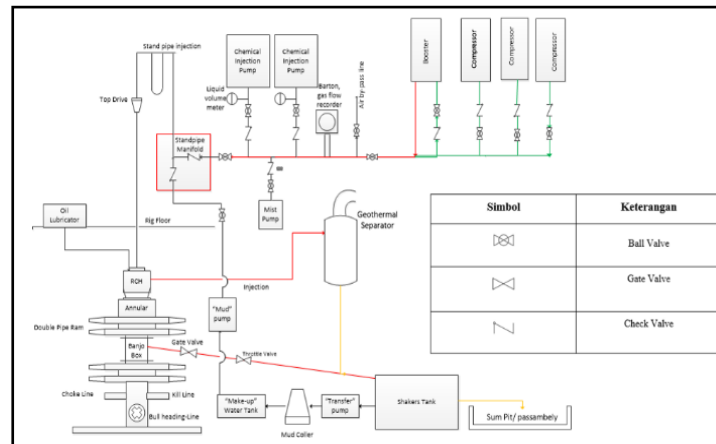 Stand pipe injection
Top Drive
Chemical
Injection
Pump
Chemical
Injection
Pump
Liquid
volume
meter
Barton,
gas flow
recorder
Air by pass line
Booster
Compressor
Compressor
Compressor
Standpipe
Manifold
Mist
Pump
Oil
Lubricator
Rig Floor
Geothermal
Separator
RCH
Injection
Annular
Double Pipe Ram
"Mud"
pump
Gate Valve
Throttle Valve
Banjo
Box
Choke Line
Kill Line
Bull heading-Line
"Make-up"
Water Tank
Mud Coller
"Transfer"
pump
Shakers Tank
Sum Pit/ passambely
Simbol
Keterangan
Ball Valve
Gate Valve
Check Valve